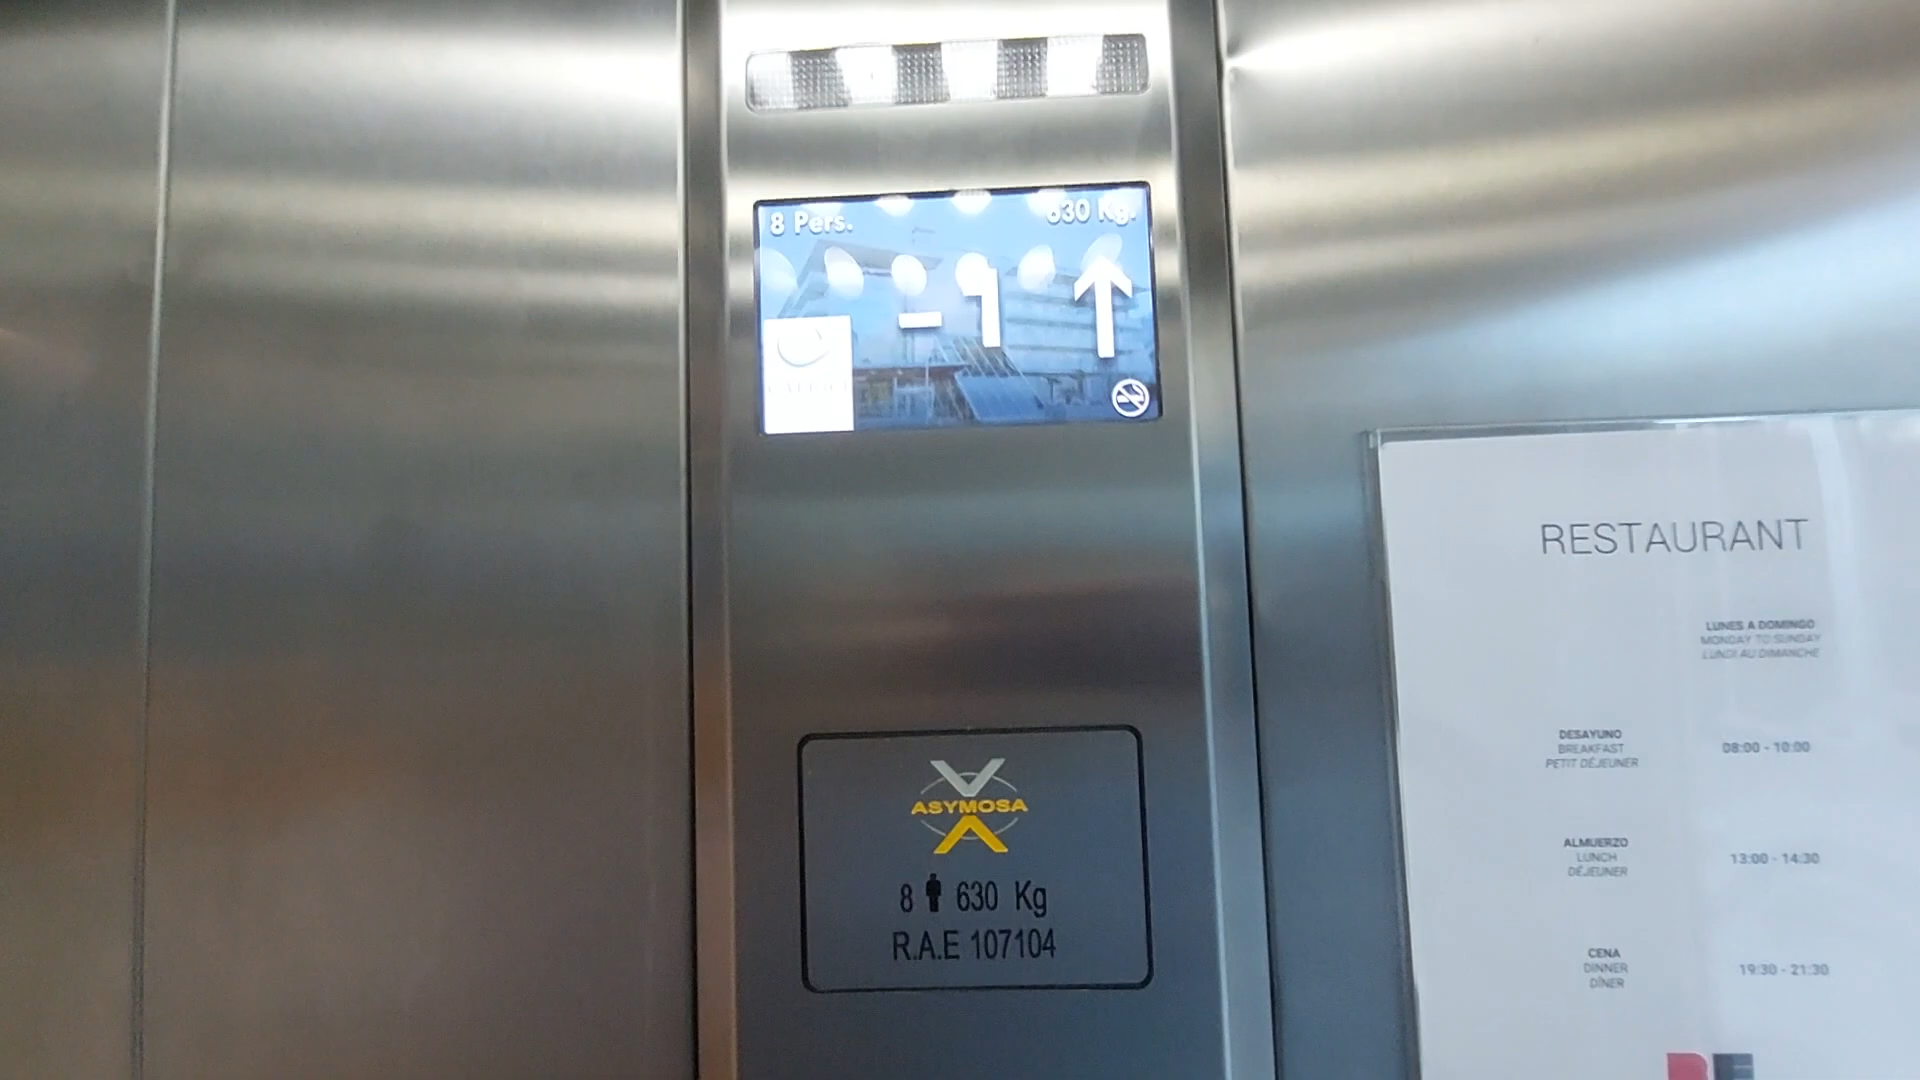 8 Pers. 630 Kg.
-1
ASYMOSA
8 630 Kg
R.A.E 107104
RESTAURANT
LUNES A DOMINGO
MONDAY TO SUNDAY
LUNDI AU DIMANCHE
DESAYUNO
BREAKFAST
PETIT DÉJEUNER
08:00 - 10:00
ALMUERZO
LUNCH
DÉJEUNER
13:00 - 14:30
CENA
DINNER
DÎNER
19:30 - 21:30